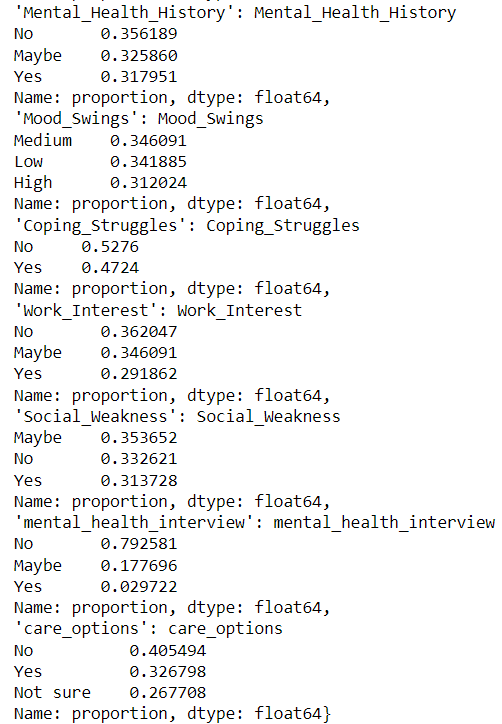 'Mental_Health_History': Mental_Health_History
No       0.356189
Maybe    0.325860
Yes      0.317951
Name: proportion, dtype: float64,
'Mood_Swings': Mood_Swings
Medium    0.346091
Low       0.341885
High      0.312024
Name: proportion, dtype: float64,
'Coping_Struggles': Coping_Struggles
No     0.5276
Yes    0.4724
Name: proportion, dtype: float64,
'Work_Interest': Work_Interest
No       0.362047
Maybe    0.346091
Yes      0.291862
Name: proportion, dtype: float64,
'Social_Weakness': Social_Weakness
Maybe    0.353652
No       0.332621
Yes      0.313728
Name: proportion, dtype: float64,
'mental_health_interview': mental_health_interview
No       0.792581
Maybe    0.177696
Yes      0.029722
Name: proportion, dtype: float64,
'care_options': care_options
No          0.405494
Yes         0.326798
Not sure    0.267708
Name: proportion, dtype: float64}